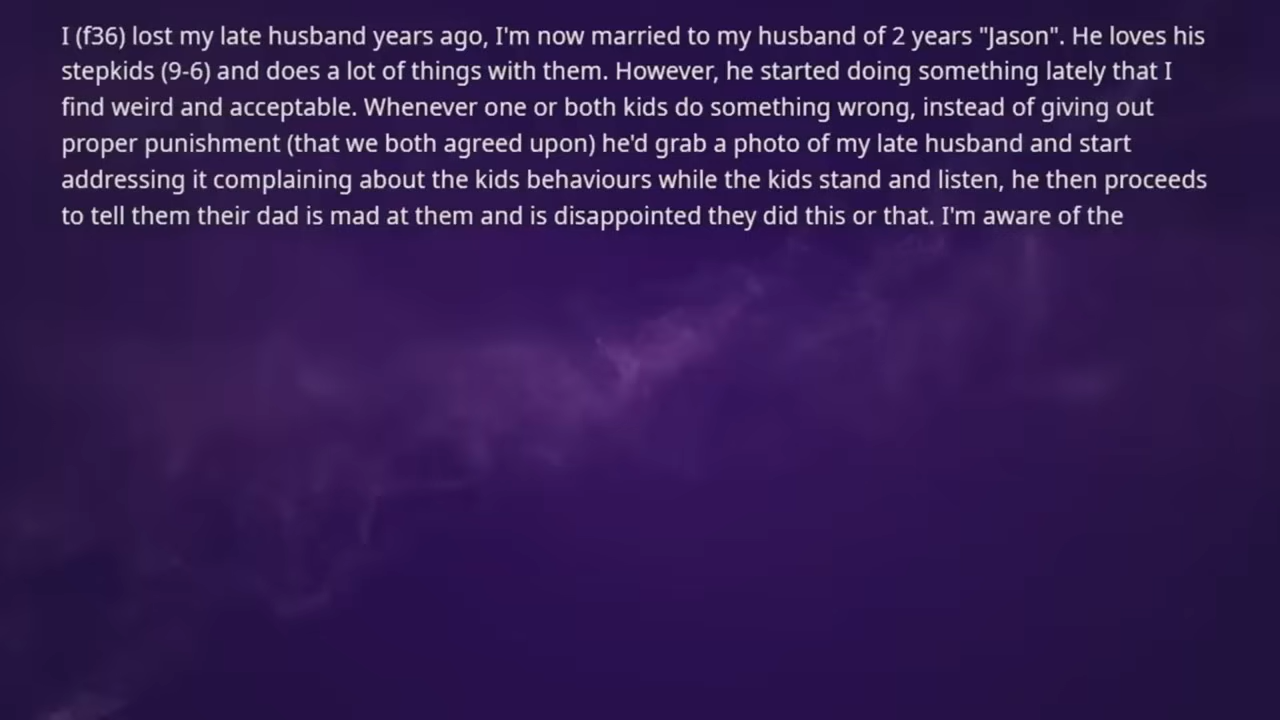 I (f36) lost my late husband years ago, I'm now married to my husband of 2 years "Jason". He loves his
stepkids (9-6) and does a lot of things with them. However, he started doing something lately that I
find weird and acceptable. Whenever one or both kids do something wrong, instead of giving out
proper punishment (that we both agreed upon) he'd grab a photo of my late husband and start
addressing it complaining about the kids behaviours while the kids stand and listen, he then proceeds
to tell them their dad is mad at them and is disappointed they did this or that. I'm aware of the